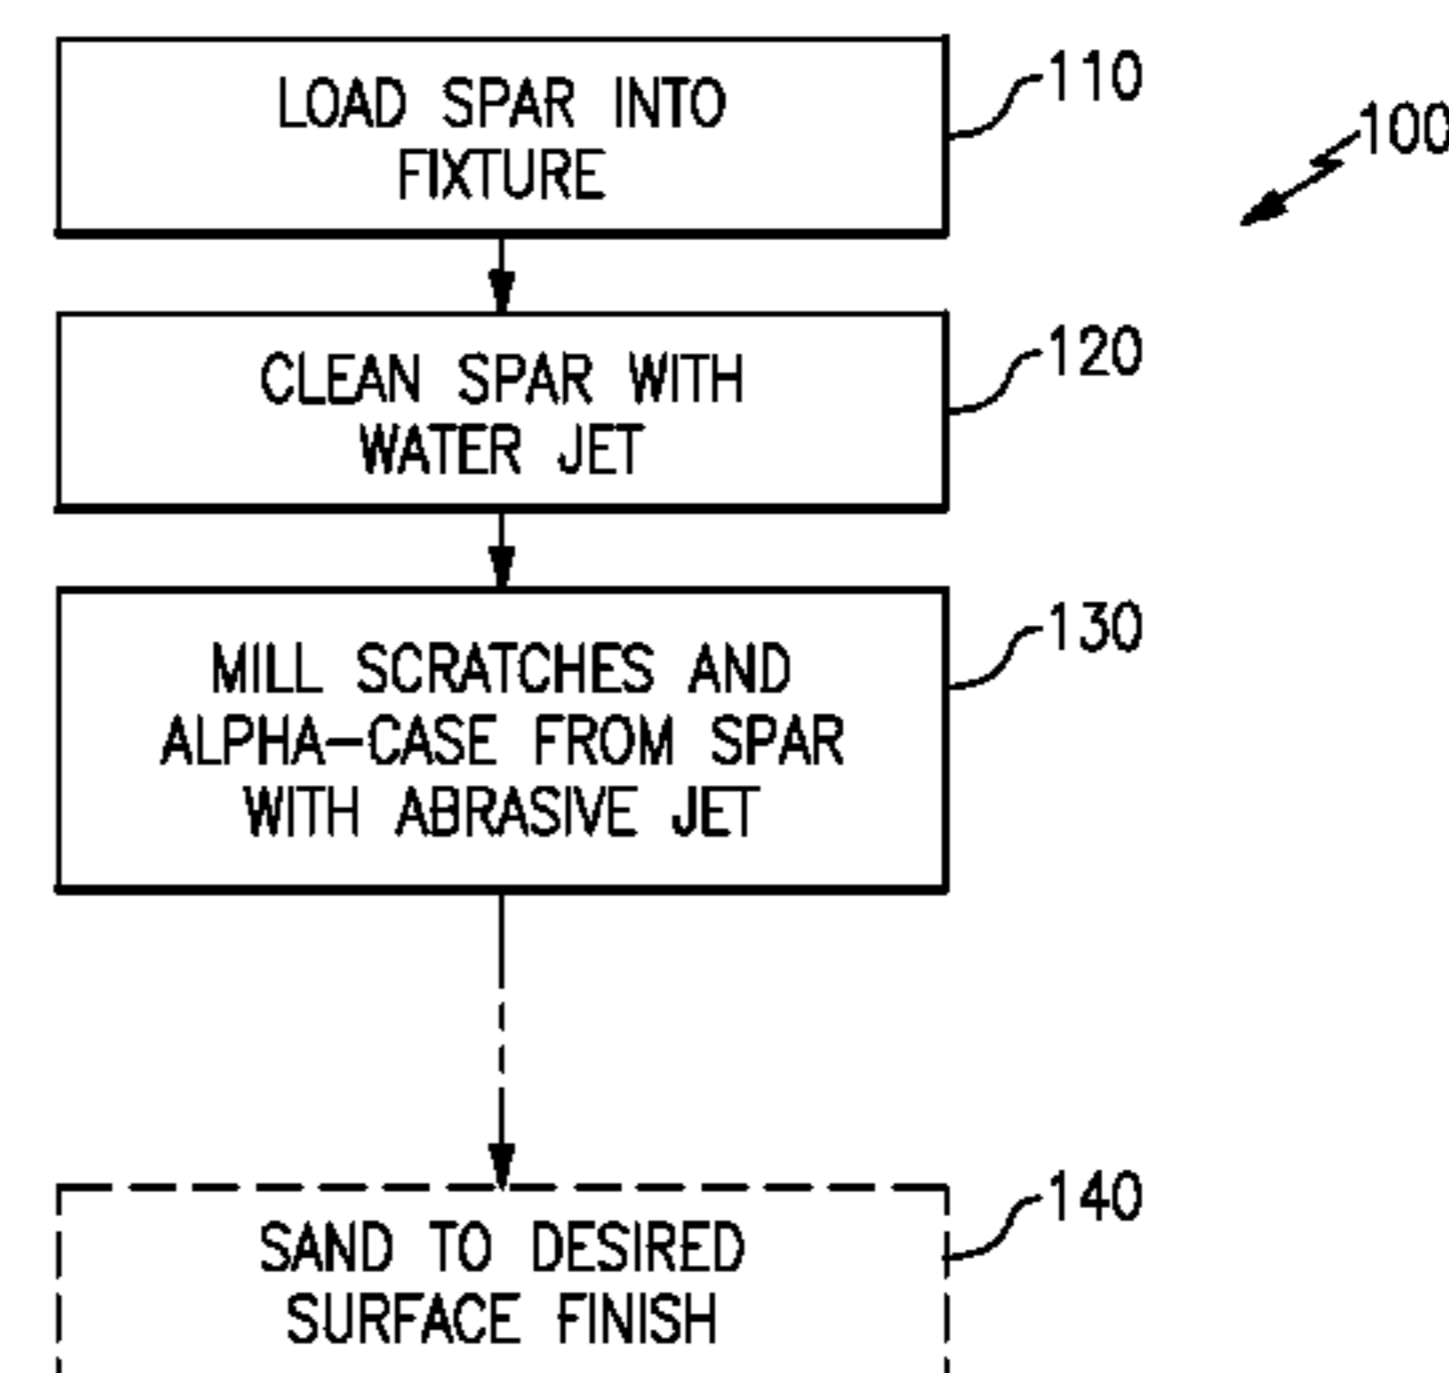 LOAD SPAR INTO
FIXTURE
110
100
CLEAN SPAR WITH
WATER JET
120
MILL SCRATCHES AND
ALPHA-CASE FROM SPAR
WITH ABRASIVE JET
130
SAND TO DESIRED
SURFACE FINISH
140